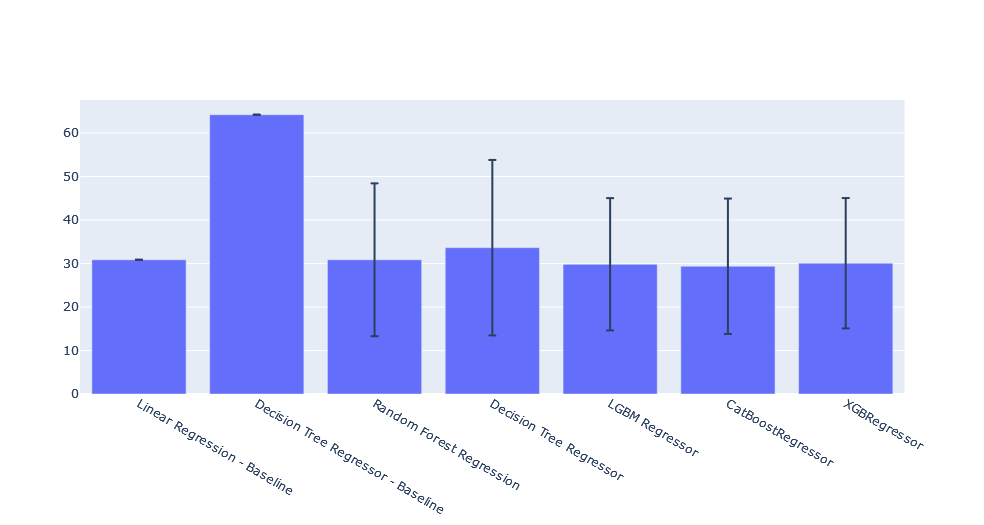 60
50
40
30
20
10
0
Linear Regression - Baseline
Decision Tree Regressor - Baseline
Random Forest Regression
Decision Tree Regressor
LGBM Regressor
CatBoostRegressor
XGBRegressor